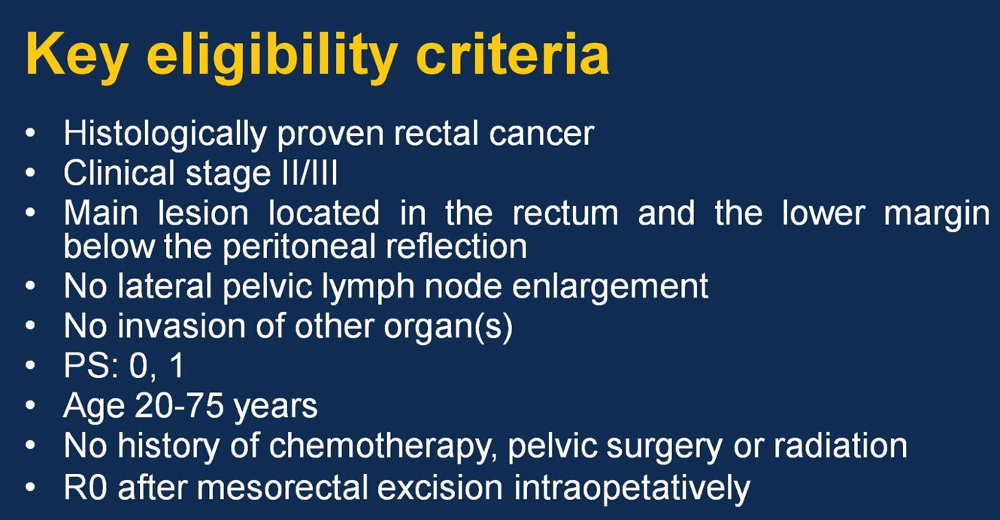 Key eligibility criteria
• Histologically proven rectal cancer
• Clinical stage II/III
• Main lesion located in the rectum and the lower margin
below the peritoneal reflection
• No lateral pelvic lymph node enlargement
• No invasion of other organ(s)
• PS: 0, 1
• Age 20-75 years
• No history of chemotherapy, pelvic surgery or radiation
• R0 after mesorectal excision intraopetatively